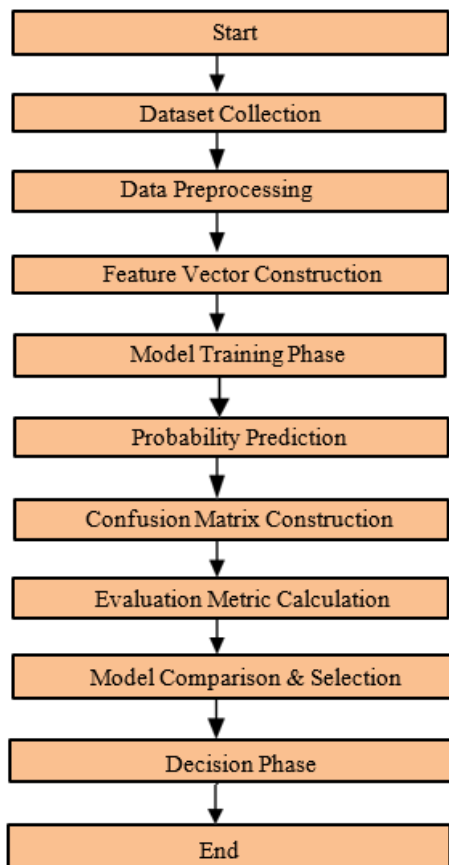 Start
Dataset Collection
Data Preprocessing
Feature Vector Construction
Model Training Phase
Probability Prediction
Confusion Matrix Construction
Evaluation Metric Calculation
Model Comparison & Selection
Decision Phase
End